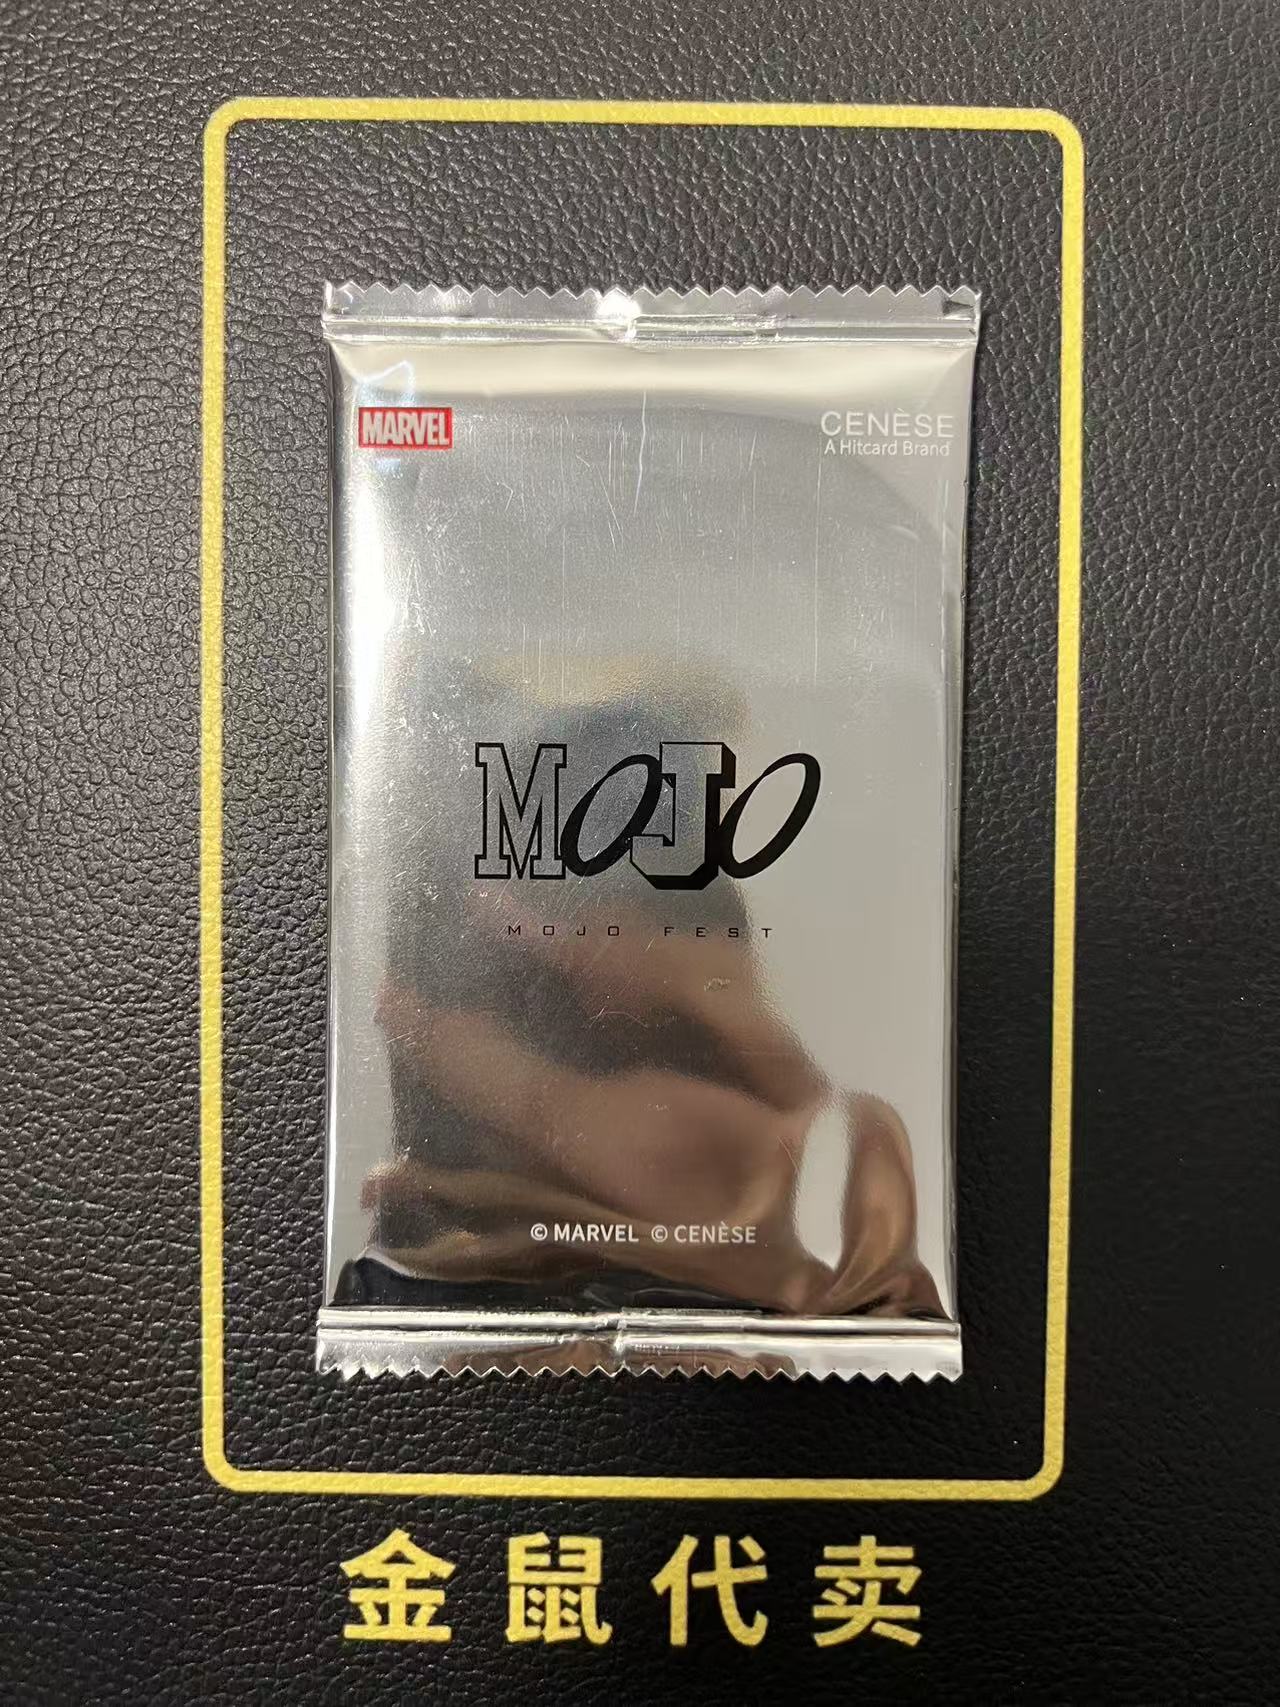 MARVEL
CENÈSE
A Hitcard Brand
MOJO
MOJO FEST
© MARVEL © CENÈSE
金鼠代卖